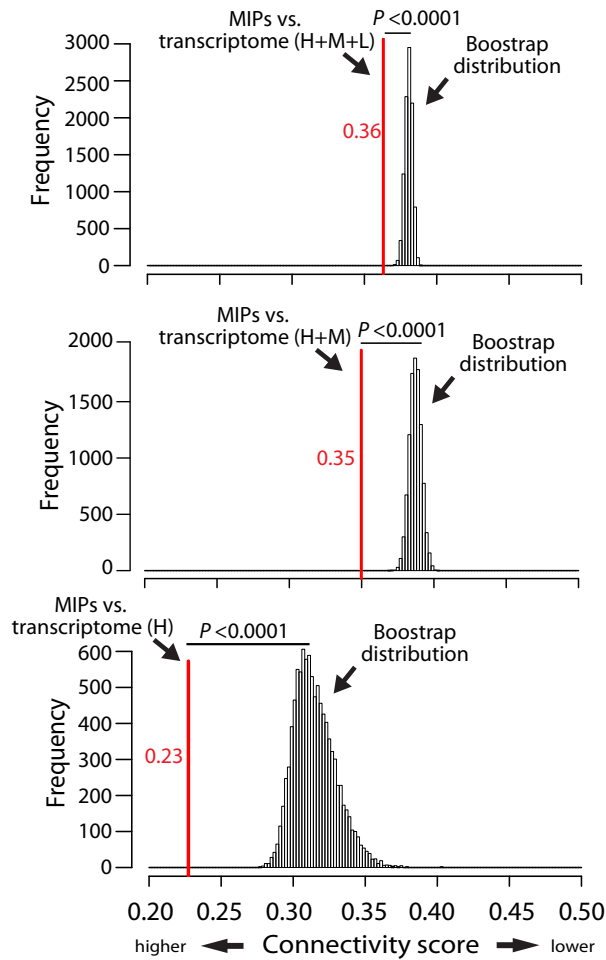 MIPs vs.
transcriptome (H+M+L)
P <0.0001
Boostrap
distribution
3000
2500
2000
1500
1000
500
0
Frequency
0.36
MIPs vs.
transcriptome (H+M)
P <0.0001
Boostrap
distribution
2000
1500
1000
500
0
Frequency
0.35
MIPs vs.
transcriptome (H)
P <0.0001
Boostrap
distribution
600
500
400
300
200
100
0
Frequency
0.23
0.20 0.25 0.30 0.35 0.40 0.45 0.50
higher Connectivity score lower